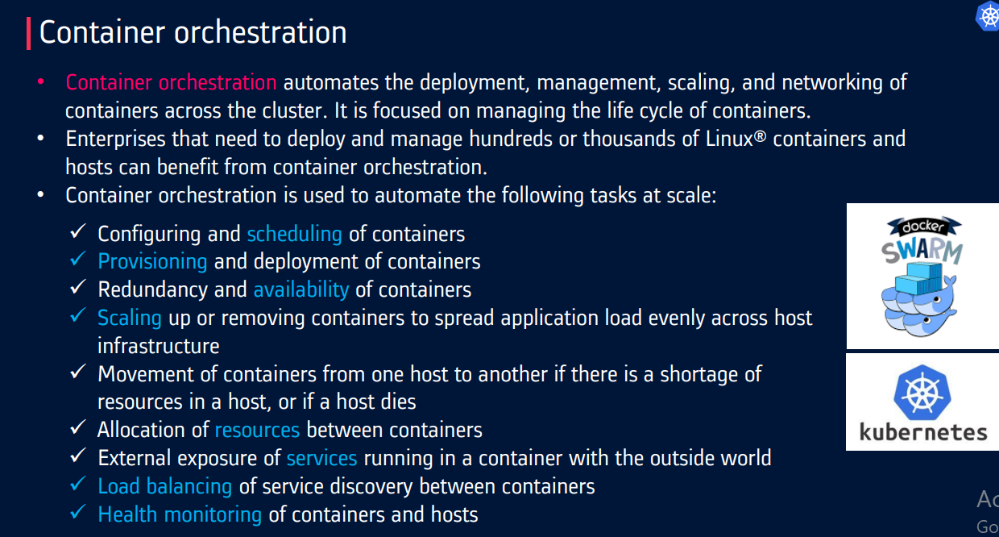 Container orchestration
• Container orchestration automates the deployment, management, scaling, and networking of
containers across the cluster. It is focused on managing the life cycle of containers.
• Enterprises that need to deploy and manage hundreds or thousands of Linux® containers and
hosts can benefit from container orchestration.
• Container orchestration is used to automate the following tasks at scale:
✓ Configuring and scheduling of containers
✓ Provisioning and deployment of containers
✓ Redundancy and availability of containers
✓ Scaling up or removing containers to spread application load evenly across host
infrastructure
✓ Movement of containers from one host to another if there is a shortage of
resources in a host, or if a host dies
✓ Allocation of resources between containers
✓ External exposure of services running in a container with the outside world
✓ Load balancing of service discovery between containers
✓ Health monitoring of containers and hosts
docker
SWARM
kubernetes